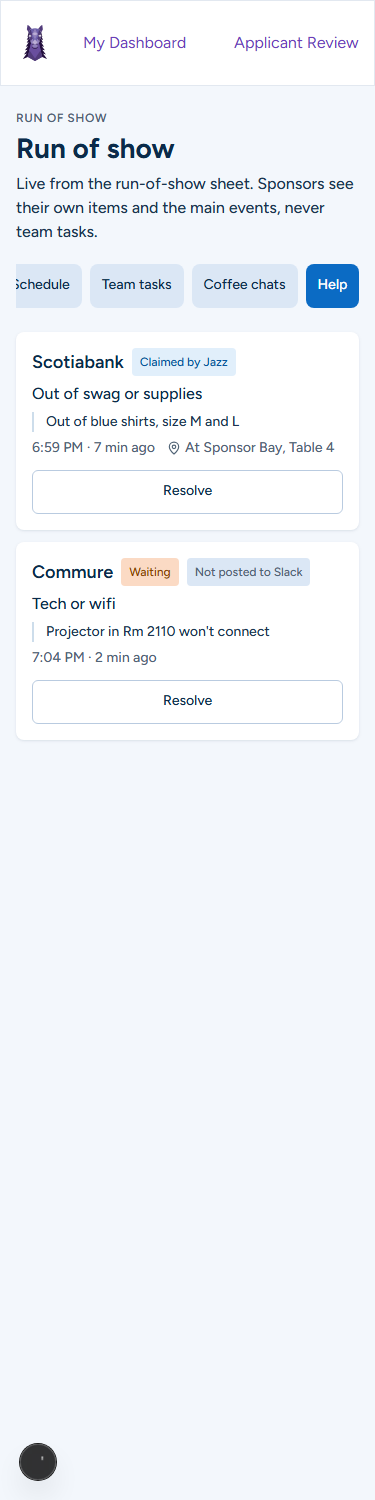 My Dashboard
Applicant Review
RUN OF SHOW
Run of show
Live from the run-of-show sheet. Sponsors see
their own items and the main events, never
team tasks.
Schedule
Team tasks
Coffee chats
Help
Scotiabank
Claimed by Jazz
Out of swag or supplies
Out of blue shirts, size M and L
6:59 PM · 7 min ago
At Sponsor Bay, Table 4
Resolve
Commure
Waiting
Not posted to Slack
Tech or wifi
Projector in Rm 2110 won't connect
7:04 PM · 2 min ago
Resolve